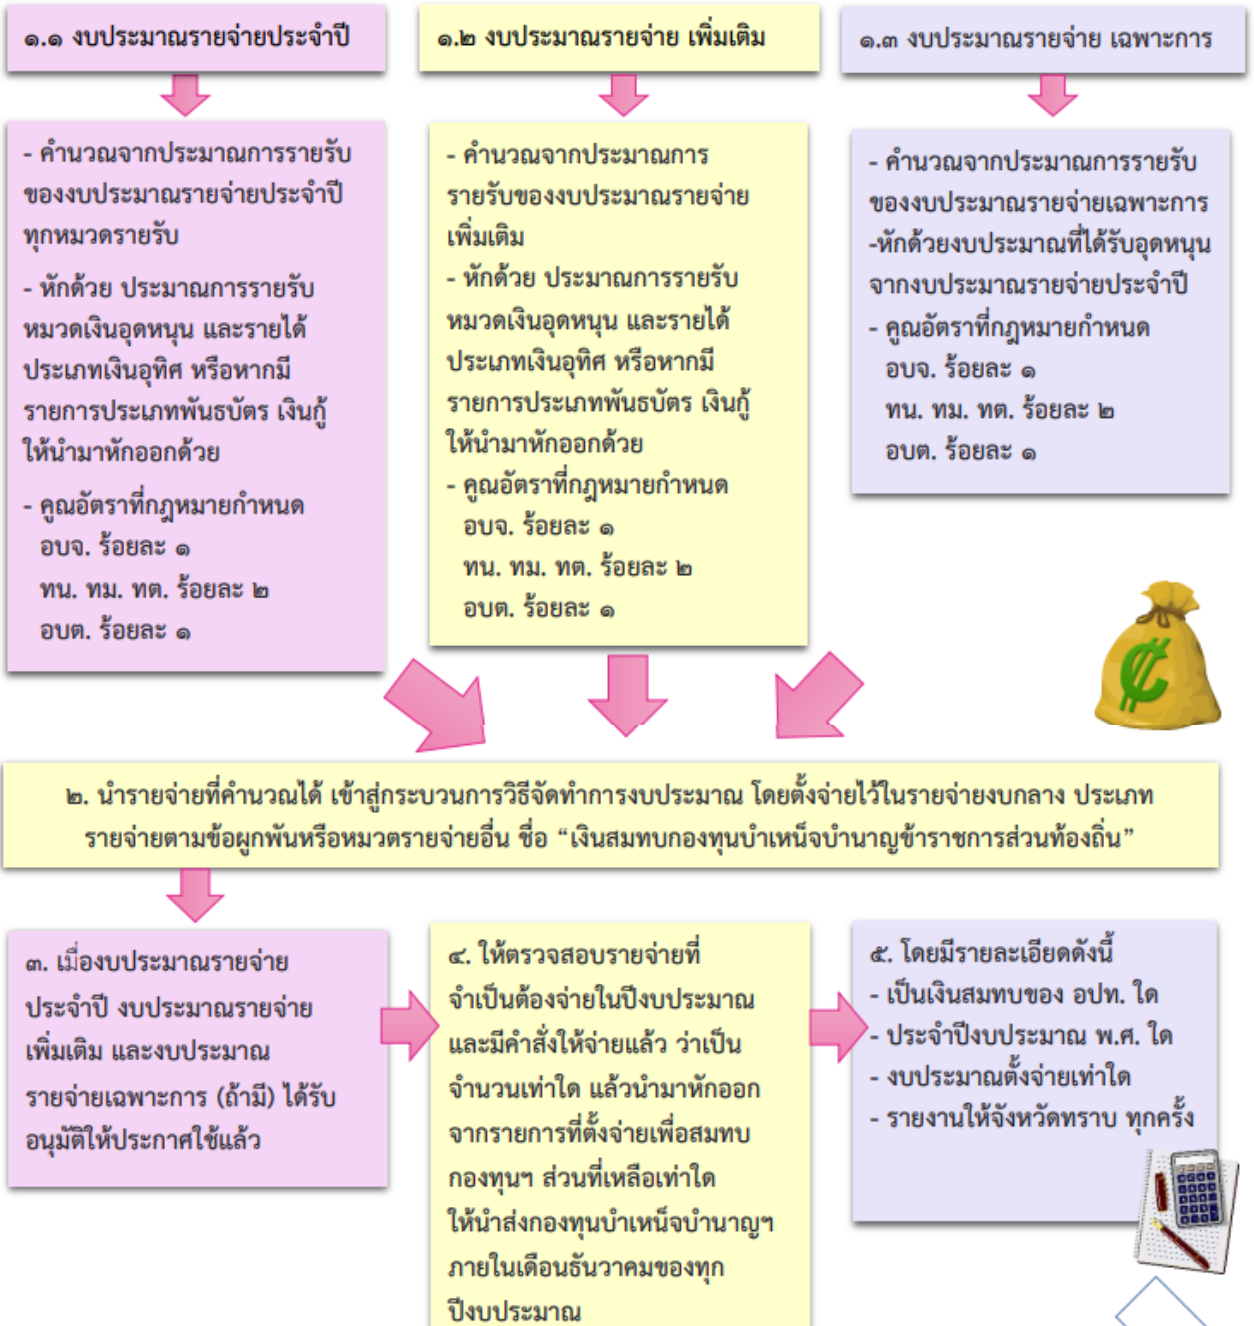 ๑.๑ งบประมาณรายจ่ายประจำปี
- คำนวณจากประมาณการรายรับ
ของงบประมาณรายจ่ายประจำปี
ทุกหมวดรายรับ
- หักด้วย ประมาณการรายรับ
หมวดเงินอุดหนุน และรายได้
ประเภทเงินอุทิศ หรือหากมี
รายการประเภทพันธบัตร เงินกู้
ให้นำมาหักออกด้วย
- คูณอัตราที่กฎหมายกำหนด
อบจ. ร้อยละ ๑
ทน. ทม. ทต. ร้อยละ ๒
อบต. ร้อยละ ๑
๑.๒ งบประมาณรายจ่าย เพิ่มเติม
- คำนวณจากประมาณการ
รายรับของงบประมาณรายจ่าย
เพิ่มเติม
- หักด้วย ประมาณการรายรับ
หมวดเงินอุดหนุน และรายได้
ประเภทเงินอุทิศ หรือหากมี
รายการประเภทพันธบัตร เงินกู้
ให้นำมาหักออกด้วย
- คูณอัตราที่กฎหมายกำหนด
อบจ. ร้อยละ ๑
ทน. ทม. ทต. ร้อยละ ๒
อบต. ร้อยละ ๑
๑.๓ งบประมาณรายจ่าย เฉพาะการ
- คำนวณจากประมาณการรายรับ
ของงบประมาณรายจ่ายเฉพาะการ
-หักด้วยงบประมาณที่ได้รับอุดหนุน
จากงบประมาณรายจ่ายประจำปี
- คูณอัตราที่กฎหมายกำหนด
อบจ. ร้อยละ ๑
ทน. ทม. ทต. ร้อยละ ๒
อบต. ร้อยละ ๑
๒. นำรายจ่ายที่คำนวณได้ เข้าสู่กระบวนการวิธีจัดทำการงบประมาณ โดยตั้งจ่ายไว้ในรายจ่ายงบกลาง ประเภท
รายจ่ายตามข้อผูกพันหรือหมวตรายจ่ายอื่น ชื่อ “เงินสมทบกองทุนบำเหน็จบำนาญข้าราชการส่วนท้องถิ่น”
๓. เมื่องบประมาณรายจ่าย
ประจำปี งบประมาณรายจ่าย
เพิ่มเติม และงบประมาณ
รายจ่ายเฉพาะการ (ถ้ามี) ได้รับ
อนุมัติให้ประกาศใช้แล้ว
๔. ให้ตรวจสอบรายจ่ายที่
จำเป็นต้องจ่ายในปีงบประมาณ
และมีคำสั่งให้จ่ายแล้ว ว่าเป็น
จำนวนเท่าใด แล้วนำมาหักออก
จากรายการที่ตั้งจ่ายเพื่อสมทบ
กองทุนฯ ส่วนที่เหลือเท่าใด
ให้นำส่งกองทุนบำเหน็จบำนาญฯ
ภายในเดือนธันวาคมของทุก
ปีงบประมาณ
๕. โดยมีรายละเอียดดังนี้
- เป็นเงินสมทบของ อปท. ใด
- ประจำปีงบประมาณ พ.ศ. ใด
- งบประมาณตั้งจ่ายเท่าใด
- รายงานให้จังหวัดทราบ ทุกครั้ง